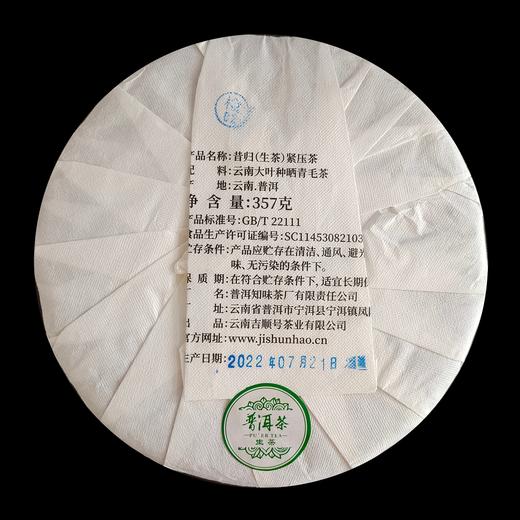 产品名称:昔归(生茶)紧压茶
配 料:云南大叶种晒青毛茶
产 地:云南.普洱
净 含 量:357克
产品标准号:GB/T 22111
食品生产许可证编号:SC11453082103
贮存条件:产品应贮存在清洁、通风、避光
味、无污染的条件下。
保 质 期:在符合贮存条件下,适宜长期保
名:普洱知味茶厂有限责任公司
厂 址:云南省普洱市宁洱县宁洱镇凤
出 品:云南吉顺号茶业有限公司
官方网址:www.jishunhao.com
生产日期:2022年07月21日
普洱茶
PU'ER TEA
生茶